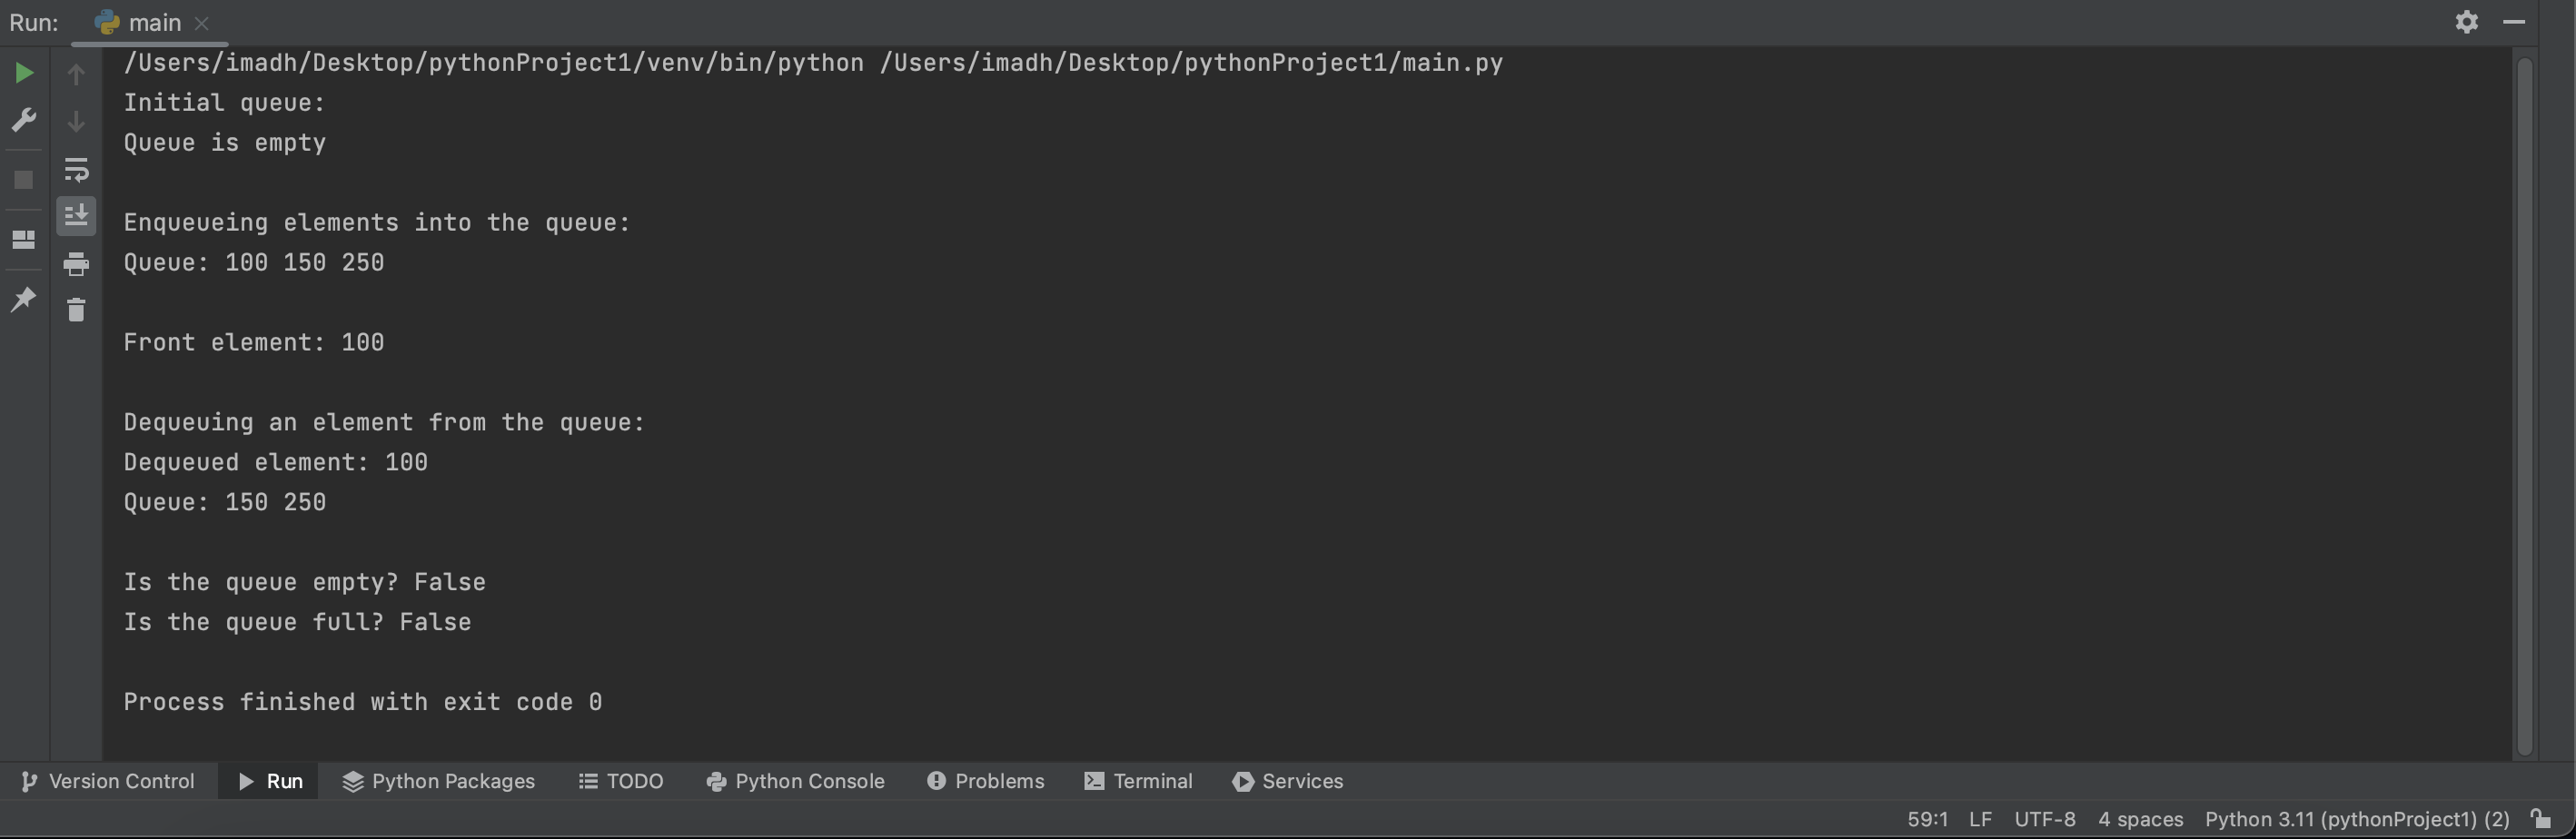 Run: main
/Users/imadh/Desktop/pythonProject1/venv/bin/python /Users/imadh/Desktop/pythonProject1/main.py
Initial queue:
Queue is empty
Enqueueing elements into the queue:
Queue: 100 150 250
Front element: 100
Dequeuing an element from the queue:
Dequeued element: 100
Queue: 150 250
Is the queue empty? False
Is the queue full? False
Process finished with exit code 0
Version Control Run Python Packages TODO Python Console Problems Terminal Services
59:1 LF UTF-8 4 spaces Python 3.11 (pythonProject1) (2)